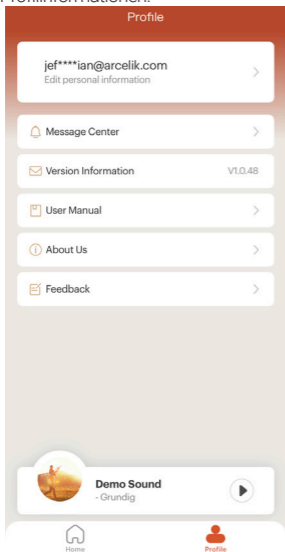 Profilinformationen.
Profile
jef****ian@arcelik.com
Edit personal information
Message Center
Version Information V1.0.48
User Manual
About Us
Feedback
Demo Sound
- Grundig
Home Profile